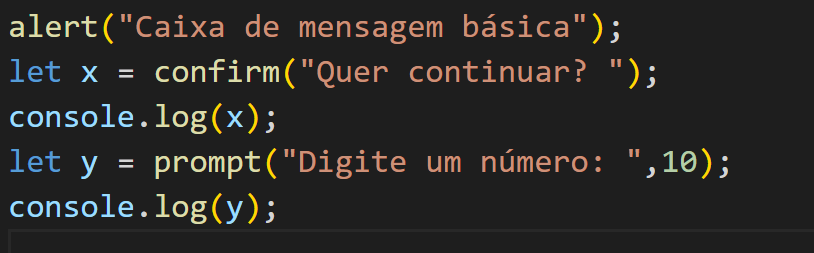 alert("Caixa de mensagem básica");
let x = confirm("Quer continuar? ");
console.log(x);
let y = prompt("Digite um número: ",10);
console.log(y);